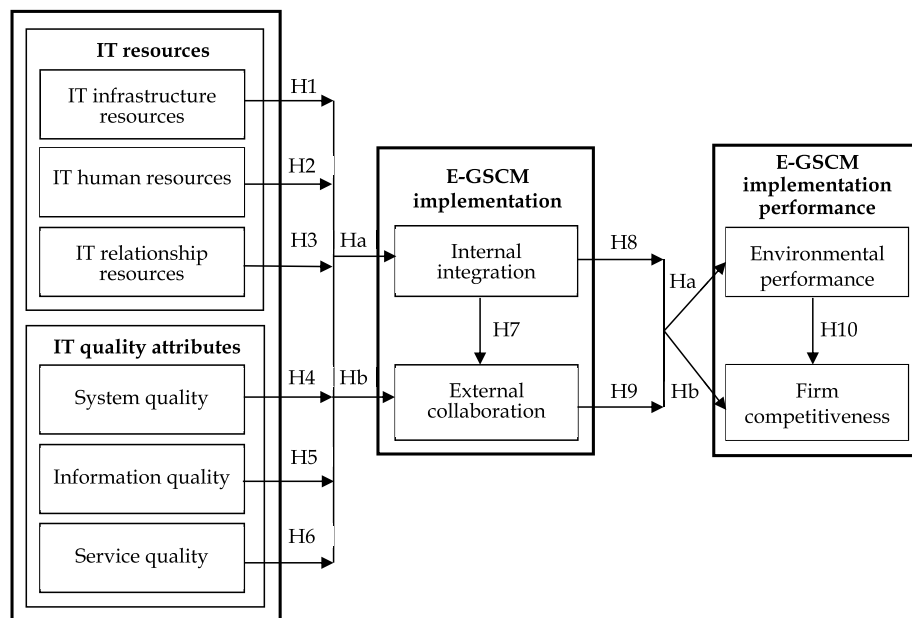 IT resources
IT infrastructure
resources
H1
IT human resources
H2
IT relationship
resources
H3
IT quality attributes
System quality
H4
Information quality
H5
Service quality
H6
Ha
Hb
E-GSCM
implementation
Internal
integration
H7
External
collaboration
H8
H9
Ha
Hb
E-GSCM
implementation
performance
Environmental
performance
H10
Firm
competitiveness